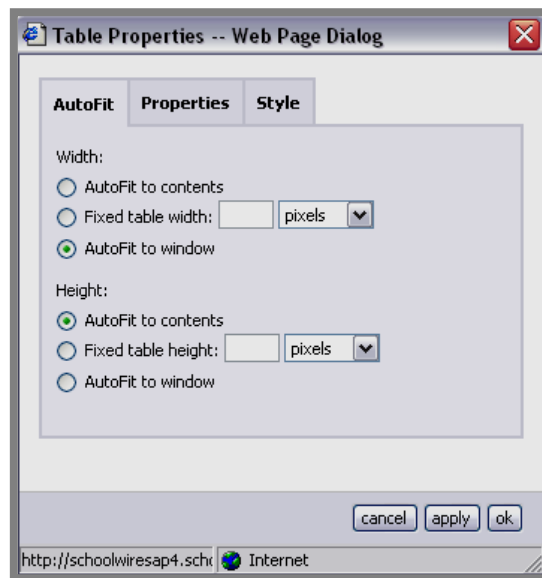 Table Properties -- Web Page Dialog
AutoFit Properties Style
Width:
AutoFit to contents
Fixed table width: pixels
AutoFit to window
Height:
AutoFit to contents
Fixed table height: pixels
AutoFit to window
cancel apply ok
http://schoolwiresap4.scho Internet